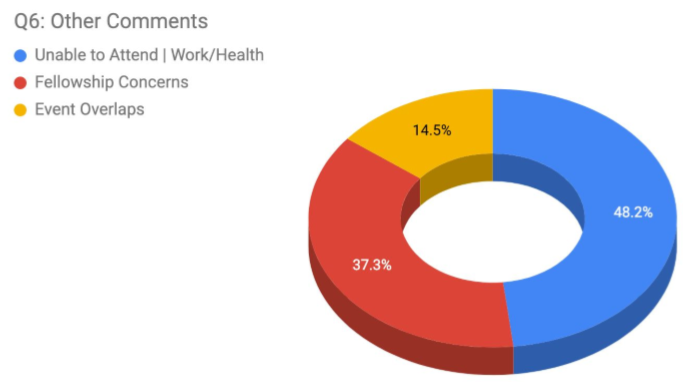 Q6: Other Comments
Unable to Attend | Work/Health
Fellowship Concerns
Event Overlaps
14.5%
48.2%
37.3%